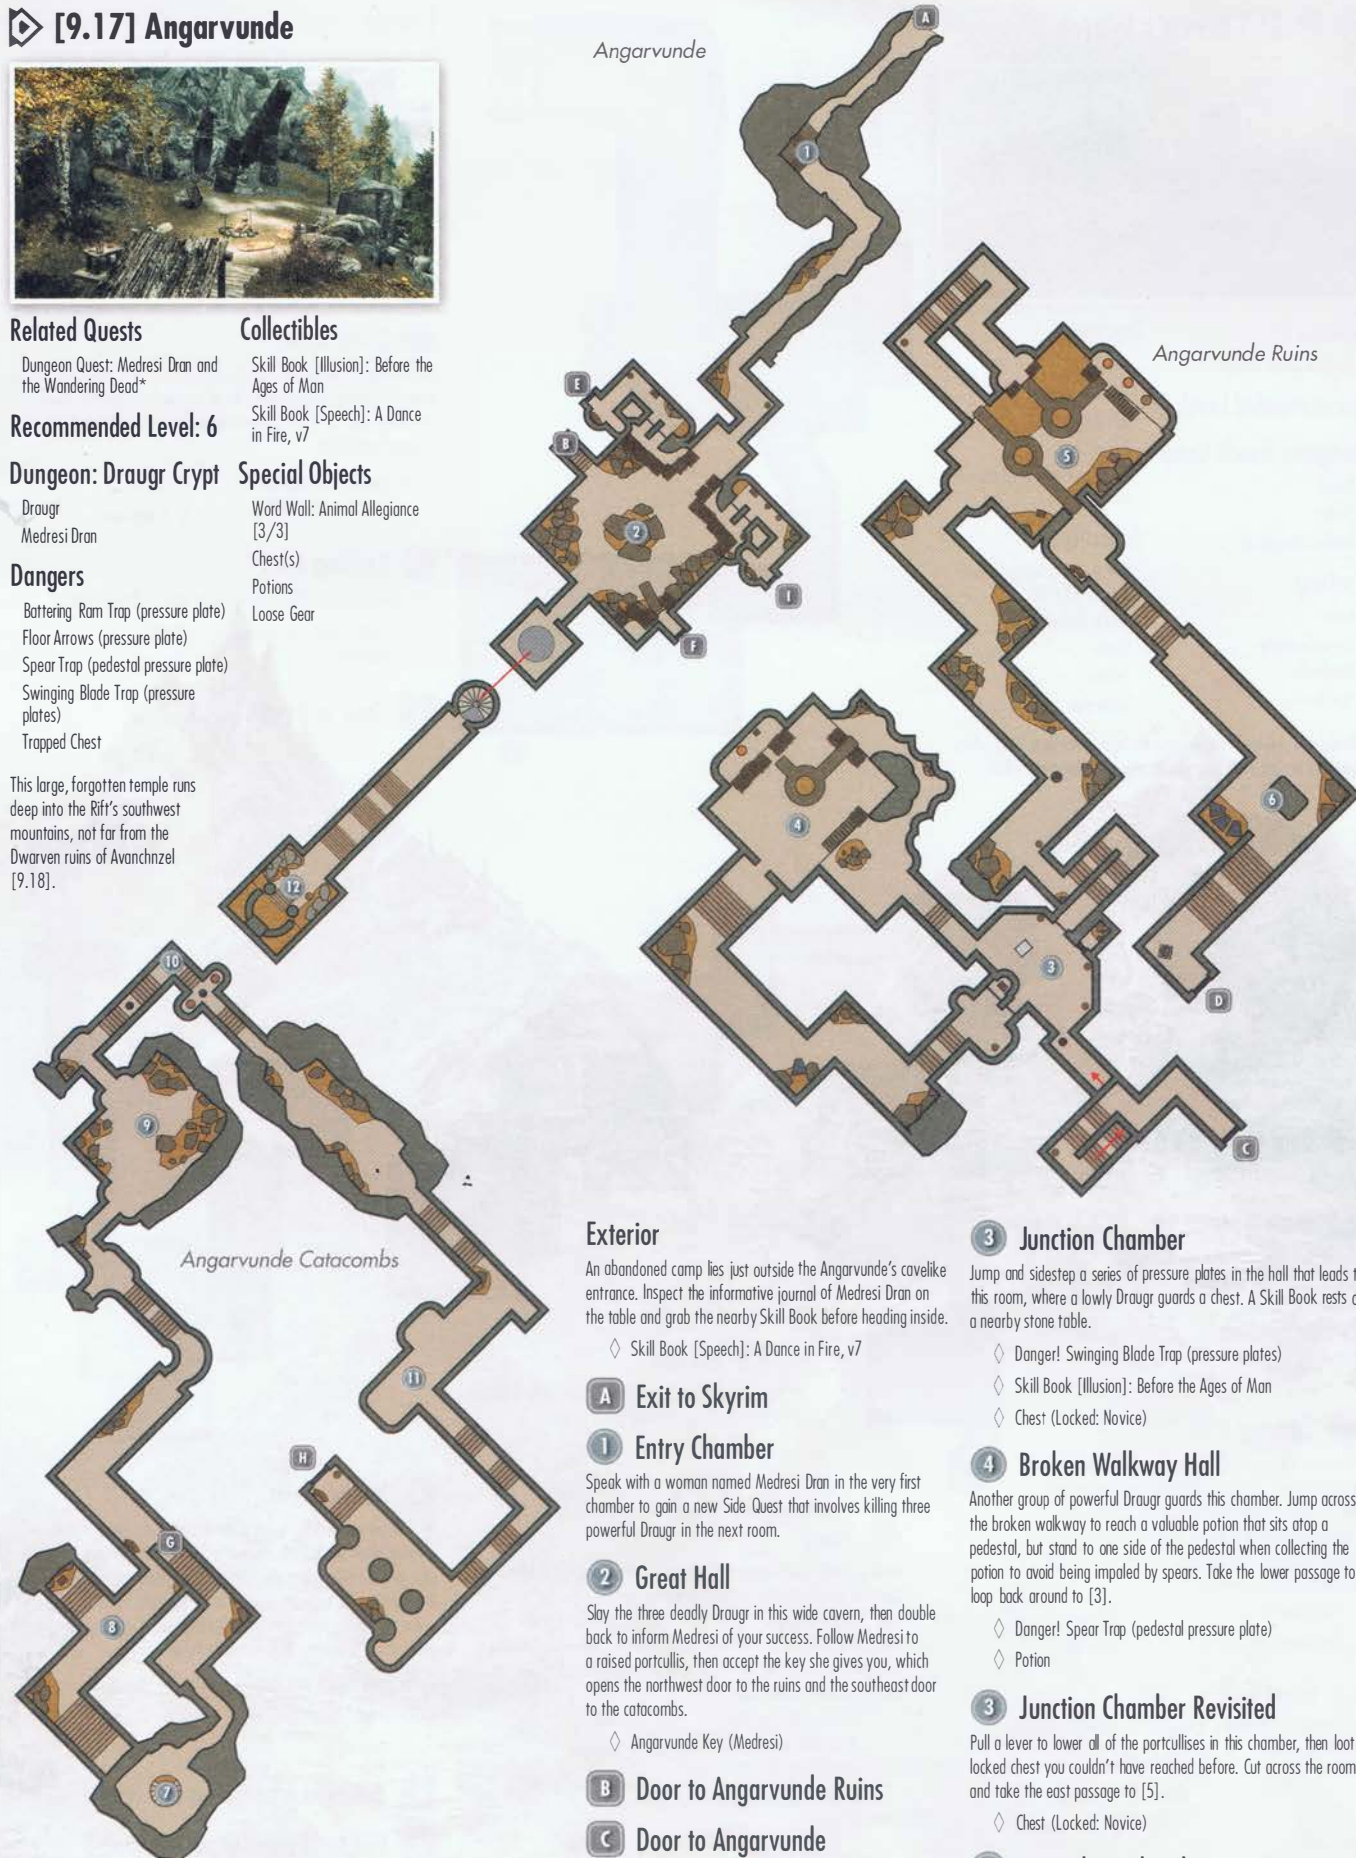 [9.17] Angarvunde
Related Quests
Dungeon Quest: Medresi Dran and
the Wandering Dead*
Recommended Level: 6
Dungeon: Draugr Crypt
Draugr
Medresi Dran
Dangers
Battering Ram Trap (pressure plate)
Floor Arrows (pressure plate)
Spear Trap (pedestal pressure plate)
Swinging Blade Trap (pressure
plates)
Trapped Chest
This large, forgotten temple runs
deep into the Rift's southwest
mountains, not far from the
Dwarven ruins of Avanchnzel
[9.18].
Collectibles
Skill Book [Illusion]: Before the
Ages of Man
Skill Book [Speech]: A Dance
in Fire, v7
Special Objects
Word Wall: Animal Allegiance
[3/3]
Chest(s)
Potions
Loose Gear
Angarvunde
A
1
E
B
2
I
F
12
Angarvunde Ruins
5
6
4
3
D
C
Angarvunde Catacombs
10
9
11
H
G
8
7
Exterior
An abandoned camp lies just outside the Angarvunde's cavelike
entrance. Inspect the informative journal of Medresi Dran on
the table and grab the nearby Skill Book before heading inside.
◊ Skill Book [Speech]: A Dance in Fire, v7
A Exit to Skyrim
1 Entry Chamber
Speak with a woman named Medresi Dran in the very first
chamber to gain a new Side Quest that involves killing three
powerful Draugr in the next room.
2 Great Hall
Slay the three deadly Draugr in this wide cavern, then double
back to inform Medresi of your success. Follow Medresi to
a raised portcullis, then accept the key she gives you, which
opens the northwest door to the ruins and the southeast door
to the catacombs.
◊ Angarvunde Key (Medresi)
B Door to Angarvunde Ruins
C Door to Angarvunde
3 Junction Chamber
Jump and sidestep a series of pressure plates in the hall that leads
this room, where a lowly Draugr guards a chest. A Skill Book rests
a nearby stone table.
◊ Danger! Swinging Blade Trap (pressure plates)
◊ Skill Book [Illusion]: Before the Ages of Man
◊ Chest (Locked: Novice)
4 Broken Walkway Hall
Another group of powerful Draugr guards this chamber. Jump across
the broken walkway to reach a valuable potion that sits atop a
pedestal, but stand to one side of the pedestal when collecting the
potion to avoid being impaled by spears. Take the lower passage to
loop back around to [3].
◊ Danger! Spear Trap (pedestal pressure plate)
◊ Potion
3 Junction Chamber Revisited
Pull a lever to lower all of the portcullises in this chamber, then loot
locked chest you couldn't have reached before. Cut across the room
and take the east passage to [5].
◊ Chest (Locked: Novice)